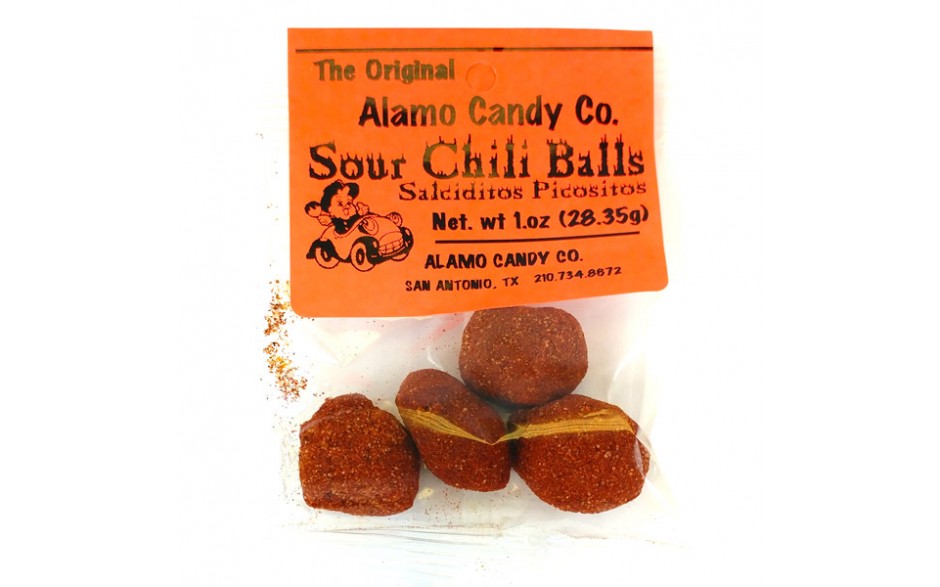 The Original
Alamo Candy Co.
Sour Chili Balls
Salciditos Picositos
Net. wt 1.oz (28.35g)
ALAMO CANDY CO.
SAN ANTONIO, TX 210.734.8672